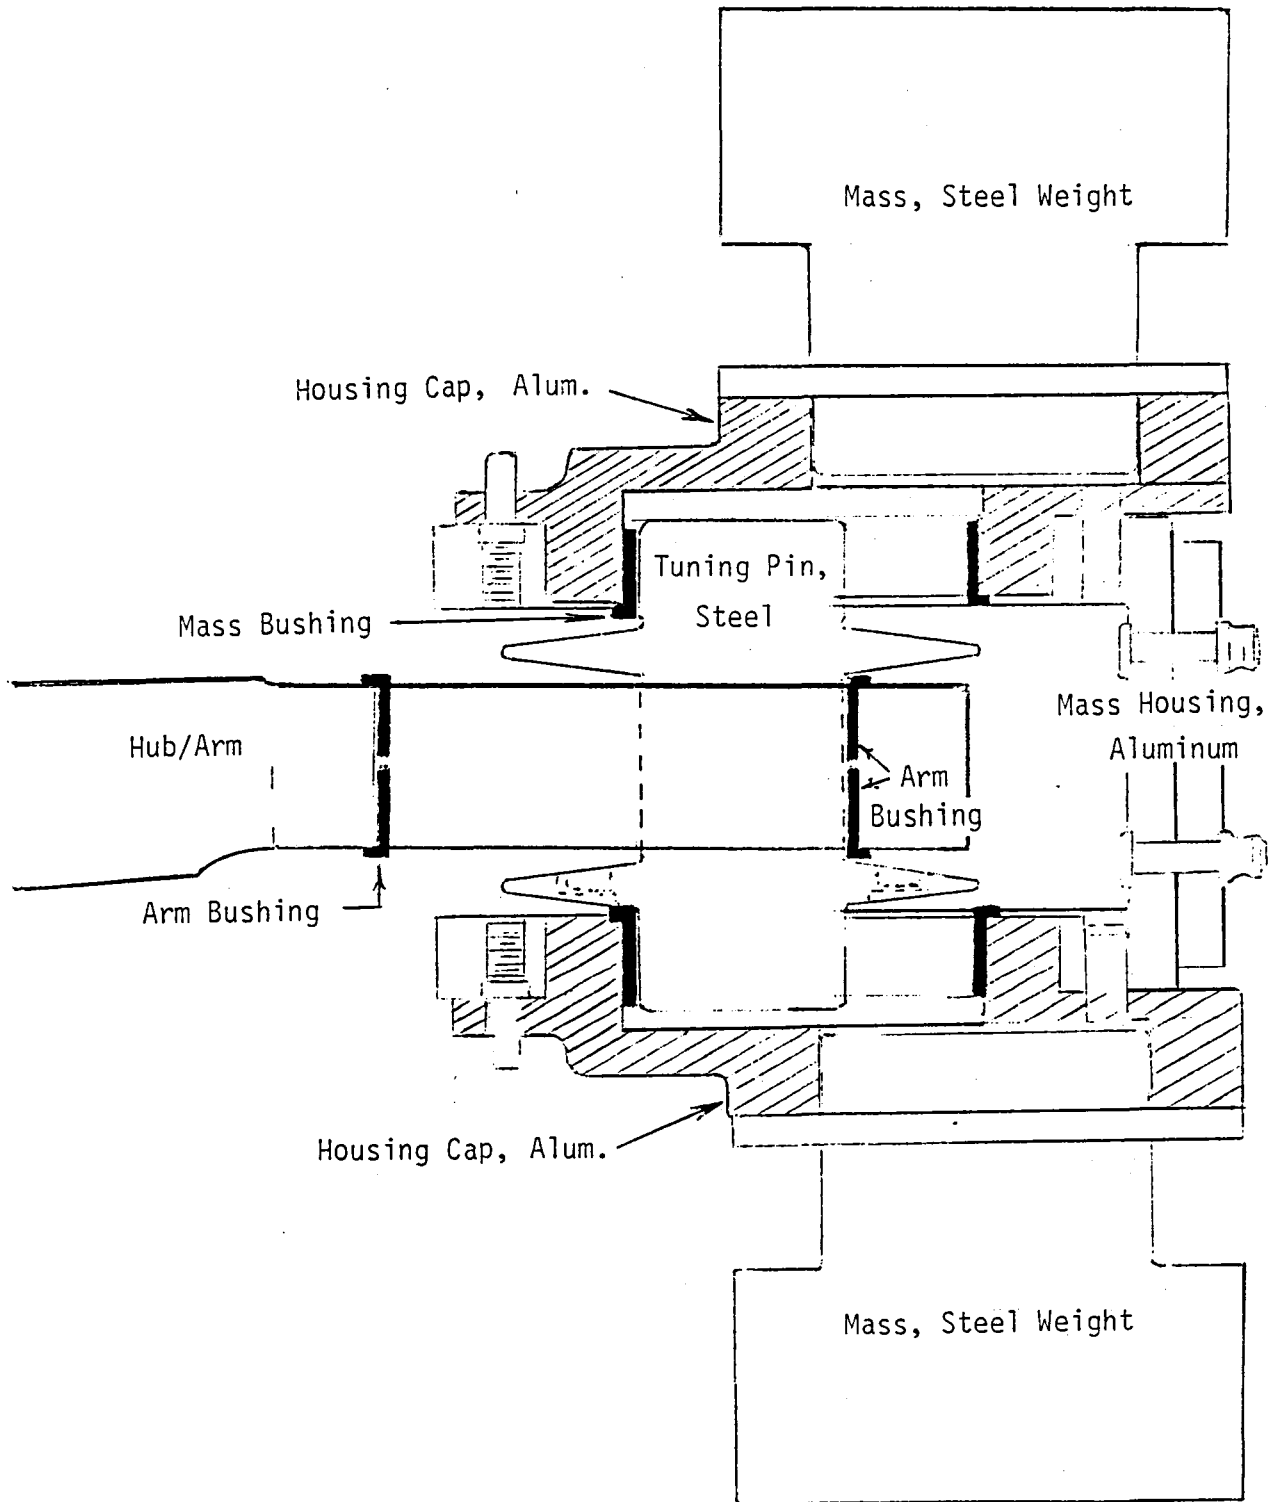 Mass, Steel Weight
Housing Cap, Alum.
Tuning Pin,
Steel
Mass Bushing
Mass Housing,
Aluminum
Hub/Arm
Arm
Bushing
Arm Bushing
Housing Cap, Alum.
Mass, Steel Weight